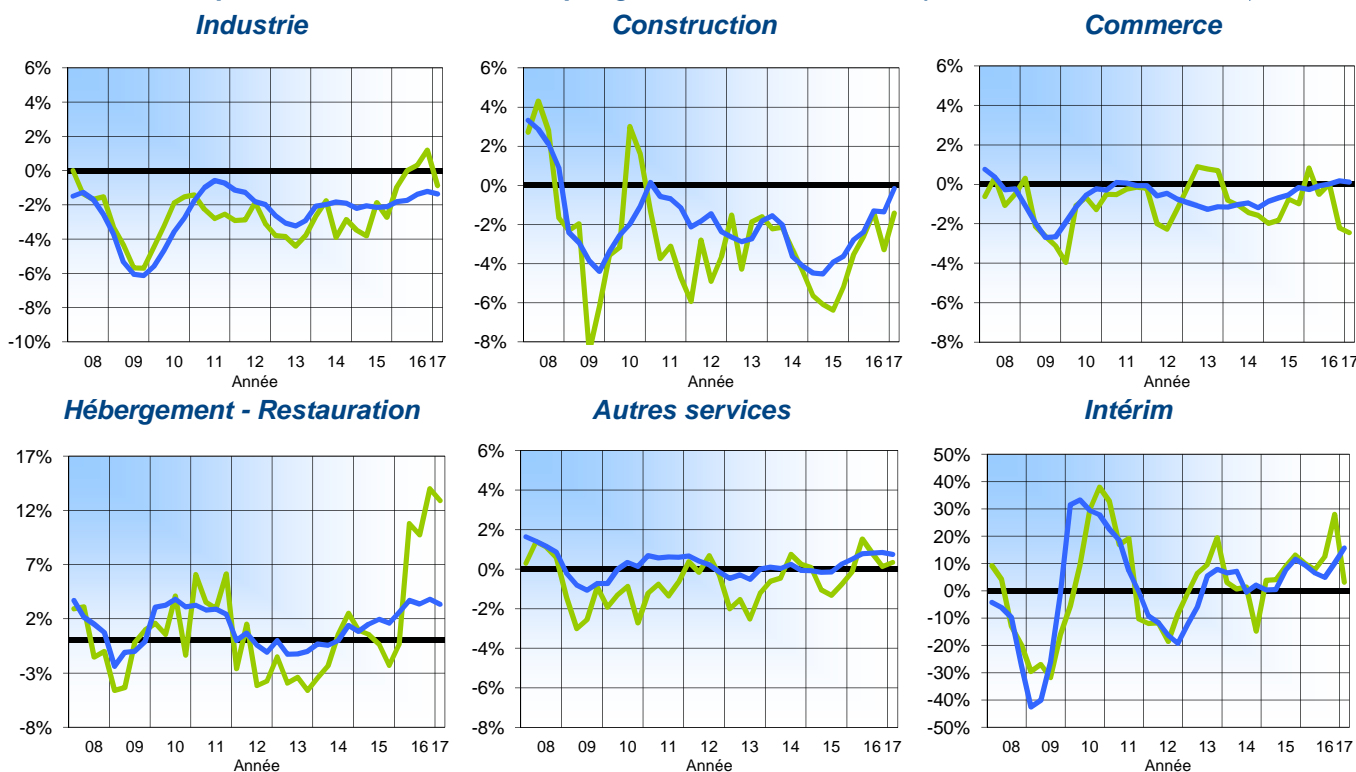 Industrie
Construction
Commerce
6%
4%
2%
0%
-2%
-4%
-6%
-8%
-10%
08 09 10 11 12 13 14 15 16 17
Année
6%
4%
2%
0%
-2%
-4%
-6%
-8%
08 09 10 11 12 13 14 15 16 17
Année
6%
4%
2%
0%
-2%
-4%
-6%
-8%
08 09 10 11 12 13 14 15 16 17
Année
Hébergement - Restauration
Autres services
Intérim
17%
12%
7%
2%
-3%
-8%
08 09 10 11 12 13 14 15 16 17
Année
6%
4%
2%
0%
-2%
-4%
-6%
-8%
08 09 10 11 12 13 14 15 16 17
Année
50%
40%
30%
20%
10%
0%
-10%
-20%
-30%
-40%
-50%
08 09 10 11 12 13 14 15 16 17
Année